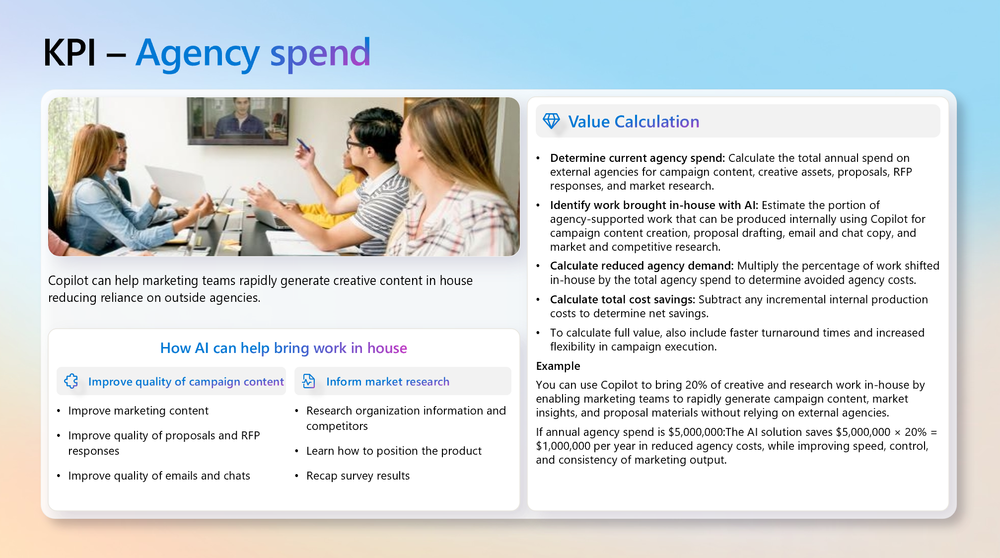 KPI – Agency spend
Copilot can help marketing teams rapidly generate creative content in house
reducing reliance on outside agencies.
How AI can help bring work in house
Improve quality of campaign content
• Improve marketing content
• Improve quality of proposals and RFP
responses
• Improve quality of emails and chats
Inform market research
• Research organization information and
competitors
• Learn how to position the product
• Recap survey results
Value Calculation
• Determine current agency spend: Calculate the total annual spend on
external agencies for campaign content, creative assets, proposals, RFP
responses, and market research.
• Identify work brought in-house with AI: Estimate the portion of
agency-supported work that can be produced internally using Copilot for
campaign content creation, proposal drafting, email and chat copy, and
market and competitive research.
• Calculate reduced agency demand: Multiply the percentage of work shifted
in-house by the total agency spend to determine avoided agency costs.
• Calculate total cost savings: Subtract any incremental internal production
costs to determine net savings.
• To calculate full value, also include faster turnaround times and increased
flexibility in campaign execution.
Example
You can use Copilot to bring 20% of creative and research work in-house by
enabling marketing teams to rapidly generate campaign content, market
insights, and proposal materials without relying on external agencies.
If annual agency spend is $5,000,000:The AI solution saves $5,000,000 × 20% =
$1,000,000 per year in reduced agency costs, while improving speed, control,
and consistency of marketing output.